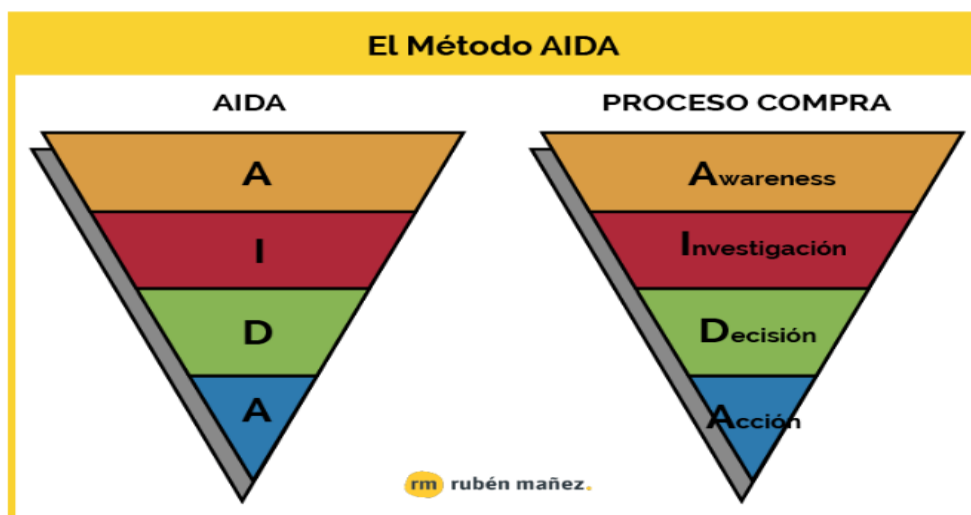 El Método AIDA
AIDA
A
I
D
A
PROCESO COMPRA
Awareness
Investigación
Decisión
Acción
rm rubén mañez.